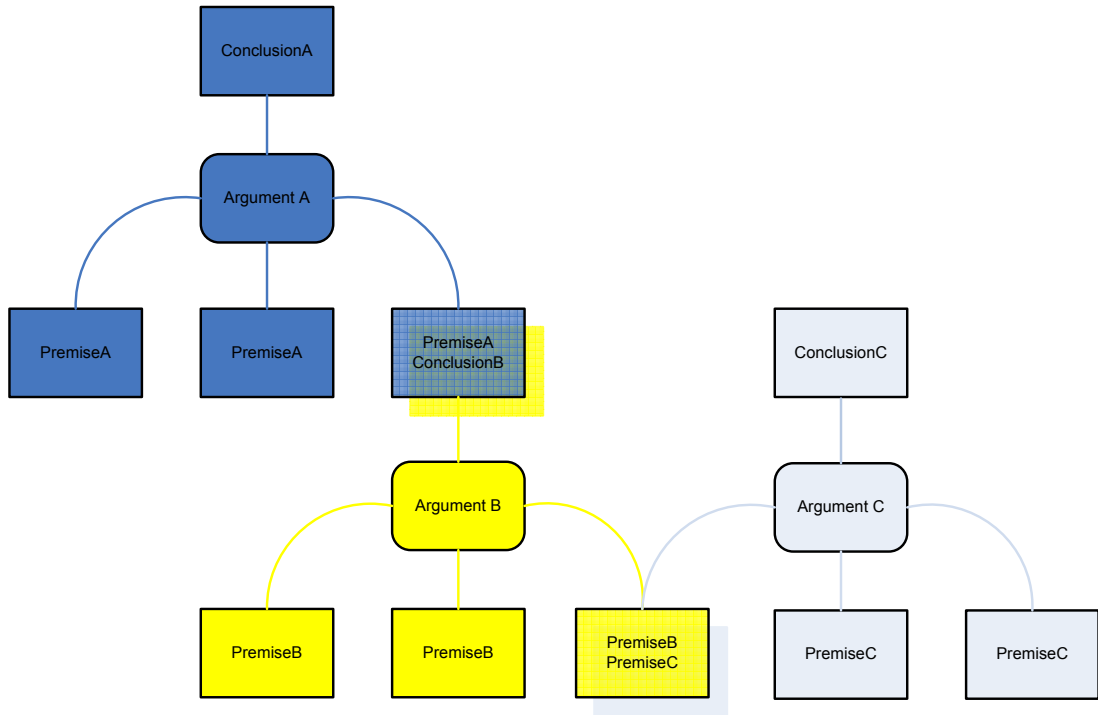 ConclusionA
Argument A
PremiseA
PremiseA
PremiseA
ConclusionB
ConclusionC
Argument B
Argument C
PremiseB
PremiseB
PremiseB
PremiseC
PremiseC
PremiseC